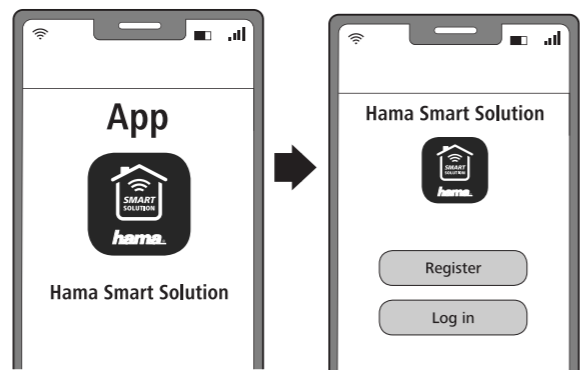 App
SMART
SOLUTION
hama.
Hama Smart Solution
Hama Smart Solution
SMART
SOLUTION
hama.
Register
Log in